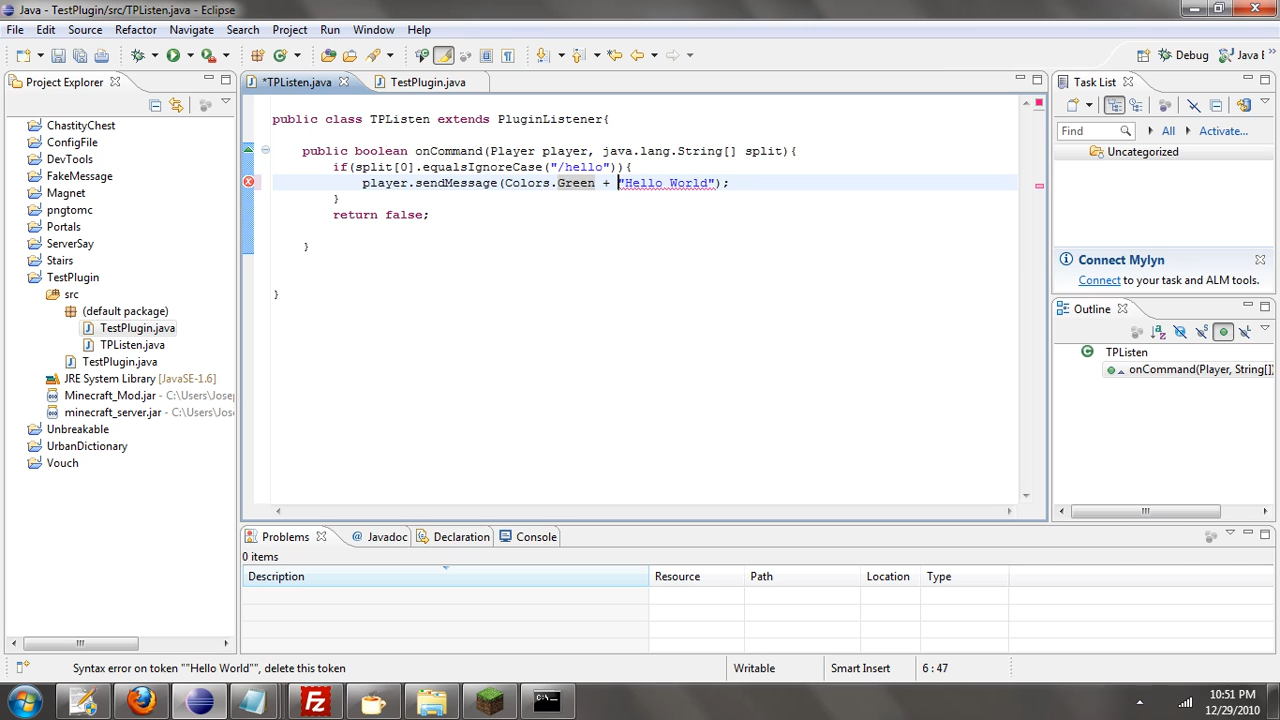 Java - TestPlugin/src/TPListen.java - Eclipse
File Edit Source Refactor Navigate Search Project Run Window Help
Debug Java E
Project Explorer
*TPListen.java TestPlugin.java
Task List
ChastityChest
ConfigFile
DevTools
FakeMessage
Magnet
pngtomc
Portals
ServerSay
Stairs
TestPlugin
src
(default package)
TestPlugin.java
TPListen.java
TestPlugin.java
JRE System Library [JavaSE-1.6]
Minecraft_Mod.jar - C:\Users\Josep
minecraft_server.jar - C:\Users\Jo
Unbreakable
UrbanDictionary
Vouch
public class TPListen extends PluginListener{
public boolean onCommand(Player player, java.lang.String[] split){
if(split[0].equalsIgnoreCase("/hello")){
player.sendMessage(Colors.Green + "Hello World");
}
return false;
}
}
Find All Activate...
Uncategorized
Connect Mylyn
Connect to your task and ALM tools.
Outline
TPListen
onCommand(Player, String[])
Problems @ Javadoc Declaration Console
0 items
Description Resource Path Location Type
Syntax error on token ""Hello World"", delete this token
Writable Smart Insert 6 : 47
Fz
C:\.
10:51 PM
12/29/2010